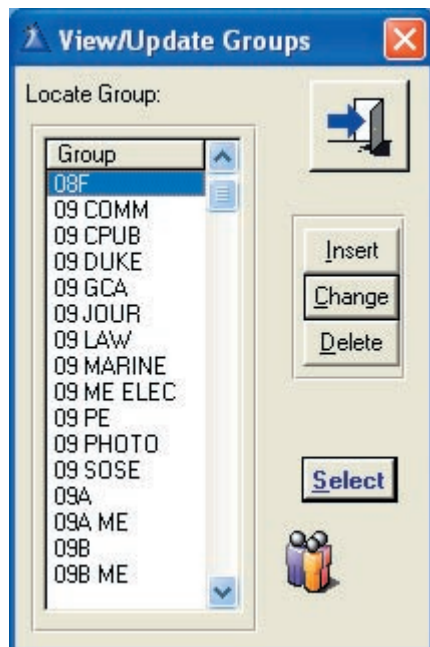 View/Update Groups
Locate Group:
Group
08F
09 COMM
09 CPUB
09 DUKE
09 GCA
09 JOUR
09 LAW
09 MARINE
09 ME ELEC
09 PE
09 PHOTO
09 SOSE
09A
09A ME
09B
09B ME
Insert
Change
Delete
Select